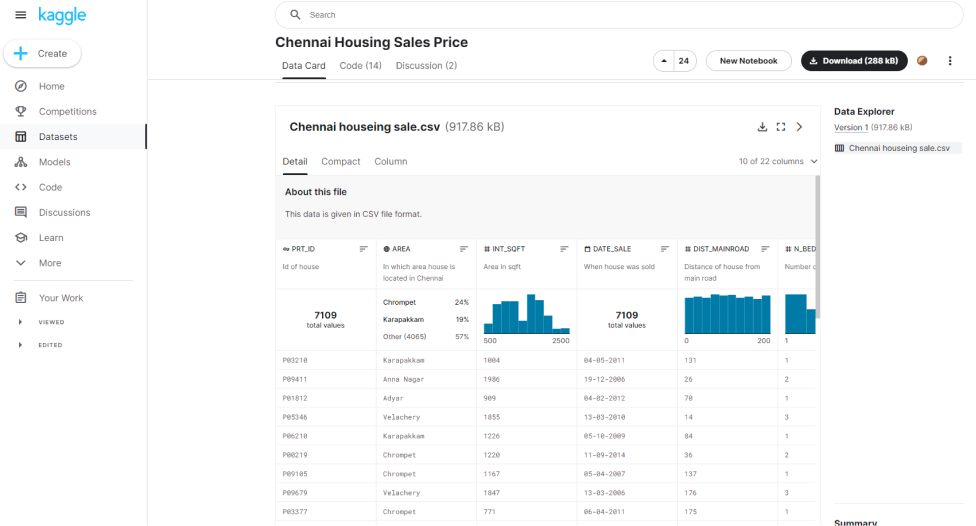 kaggle
Search
Create
Home
Competitions
Datasets
Models
Code
Discussions
Learn
More
Your Work
VIEWED
EDITED
Chennai Housing Sales Price
Data Card Code (14) Discussion (2)
24 New Notebook Download (288 kB)
Chennai houseing sale.csv (917.86 kB)
Detail Compact Column 10 of 22 columns
About this file
This data is given in CSV file format.
PRT_ID AREA INT_SQFT DATE_SALE DIST_MAINROAD N_BED
Id of house In which area house is Area in sqft When house was sold Distance of house from Number
located in Chennai main road
Chrompet 24%
Karapakkam 19%
Other (4065) 57%
7109 7109
total values total values
500 2500 0 200 1
P03210 Karapakkam 1004 04-05-2011 131 1
P09411 Anna Nagar 1986 19-12-2006 26 2
P01812 Adyar 909 04-02-2012 70 1
P05346 Velachery 1855 13-03-2010 14 3
P06210 Karapakkam 1226 05-10-2009 84 1
P00219 Chrompet 1220 11-09-2014 36 2
P09105 Chrompet 1167 05-04-2007 137 1
P09679 Velachery 1847 13-03-2006 176 3
P03377 Chrompet 771 06-04-2011 175 1
Data Explorer
Version 1 (917.86 kB)
Chennai houseing sale.csv
Summary